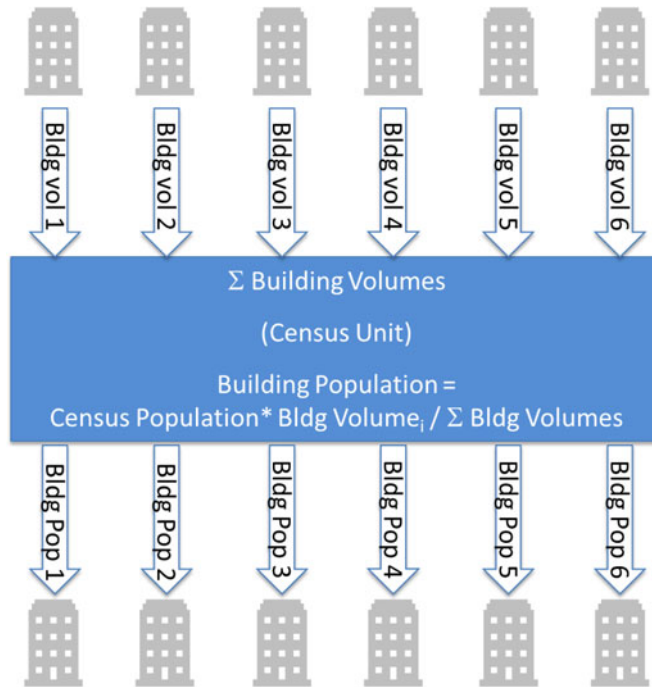 Bldg vol 1
Bldg vol 2
Bldg vol 3
Bldg vol 4
Bldg vol 5
Bldg vol 6
Σ Building Volumes
(Census Unit)
Building Population =
Census Population* Bldg Volumeᵢ / Σ Bldg Volumes
Bldg Pop 1
Bldg Pop 2
Bldg Pop 3
Bldg Pop 4
Bldg Pop 5
Bldg Pop 6